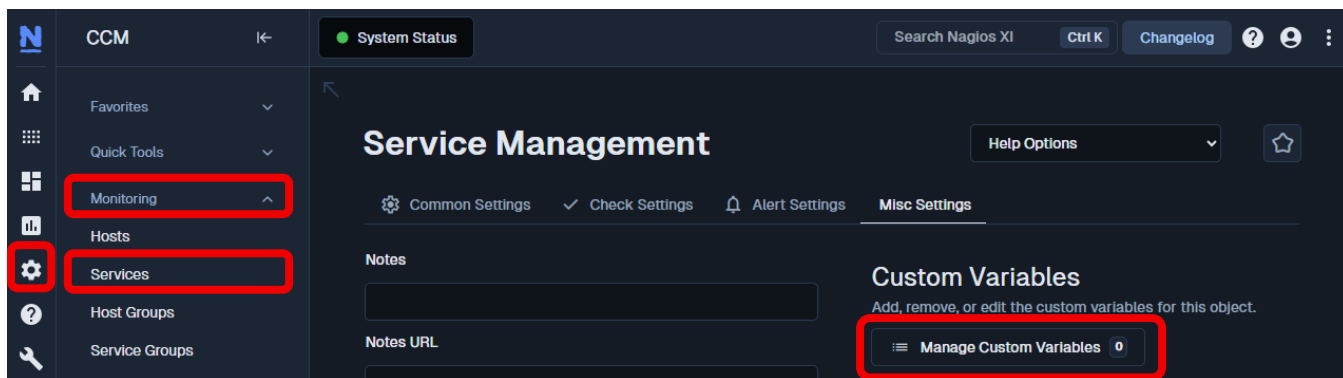 N
CCM
System Status
Search Nagios XI
Ctrl K
Changelog
Favorites
Quick Tools
Monitoring
Hosts
Services
Host Groups
Service Groups
Service Management
Help Options
Common Settings
Check Settings
Alert Settings
Misc Settings
Notes
Notes URL
Custom Variables
Add, remove, or edit the custom variables for this object.
Manage Custom Variables 0